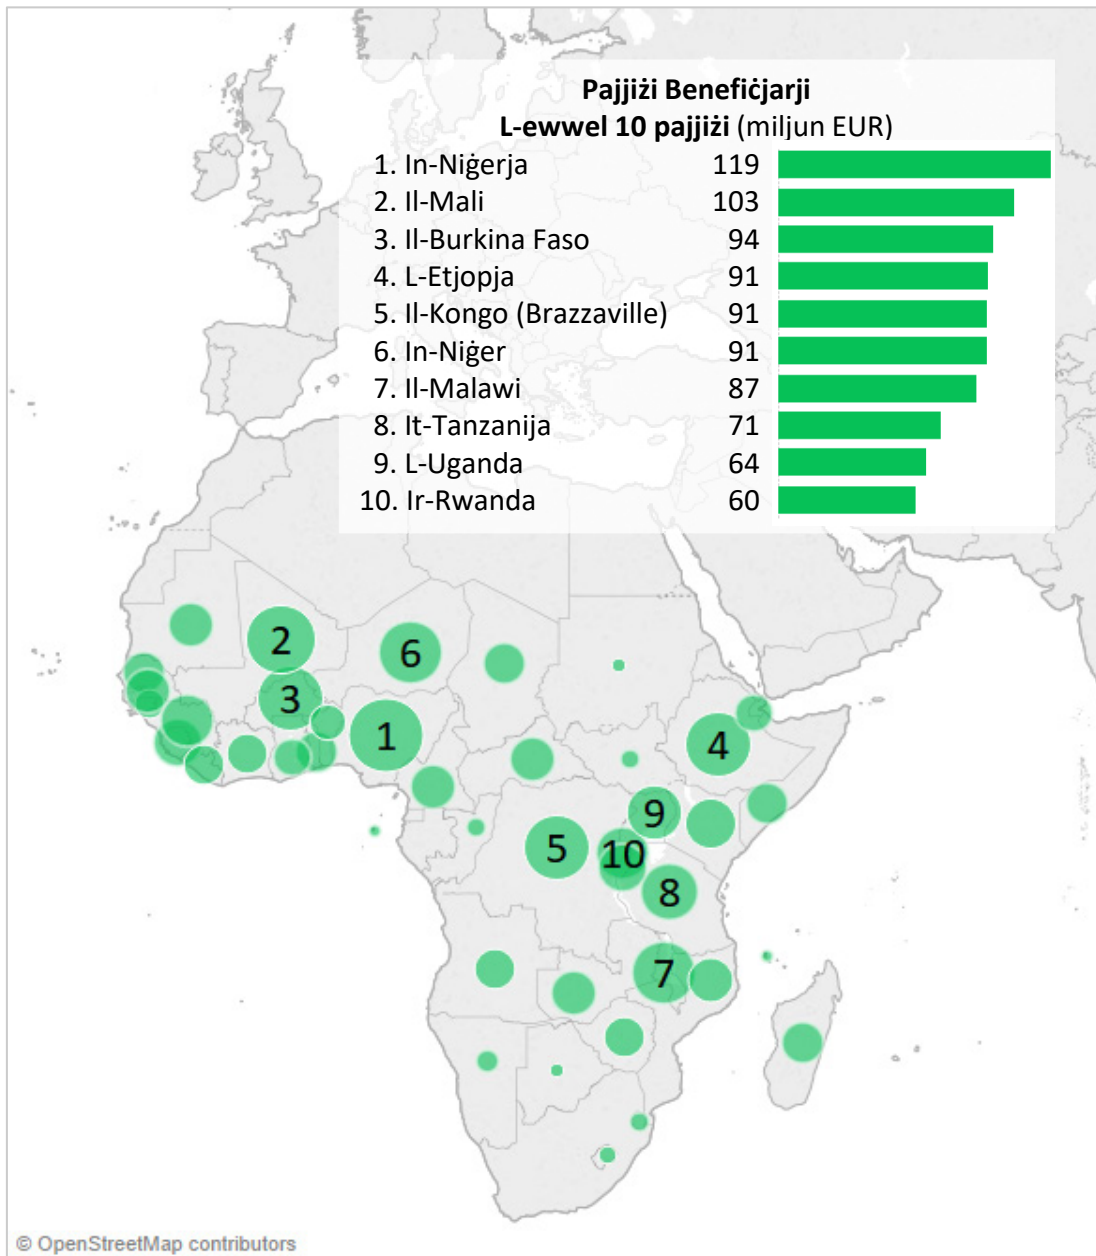 Pajjiżi Benefiċjarji
L-ewwel 10 pajjiżi (miljun EUR)
1. In-Niġerja 119
2. Il-Mali 103
3. Il-Burkina Faso 94
4. L-Etjopja 91
5. Il-Kongo (Brazzaville) 91
6. In-Niġer 91
7. Il-Malawi 87
8. It-Tanzanija 71
9. L-Uganda 64
10. Ir-Rwanda 60
2
6
3
1
4
9
5
10
8
7
© OpenStreetMap contributors